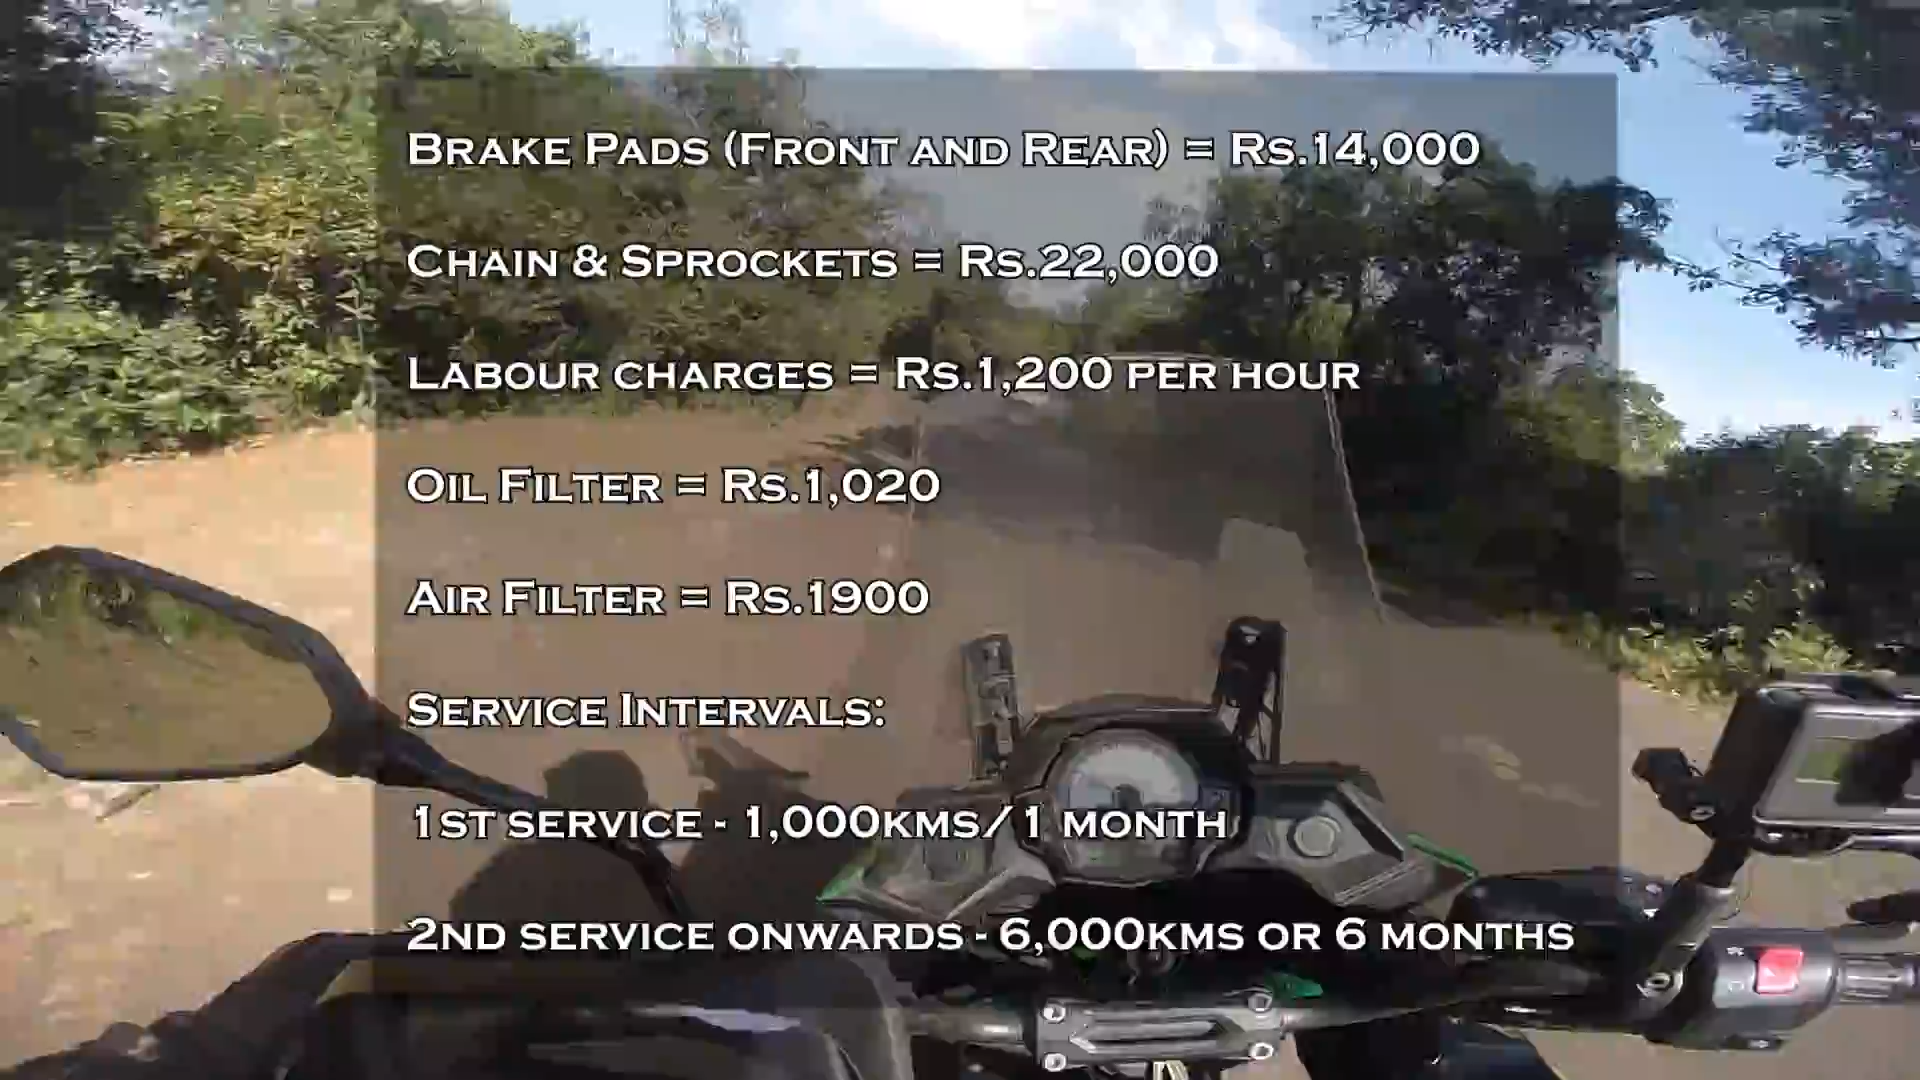 Brake Pads (Front and Rear) = Rs.14,000
Chain & Sprockets = Rs.22,000
Labour charges = Rs.1,200 per hour
Oil Filter = Rs.1,020
Air Filter = Rs.1900
Service Intervals:
1st service - 1,000kms/1 month
2nd service onwards - 6,000kms or 6 months